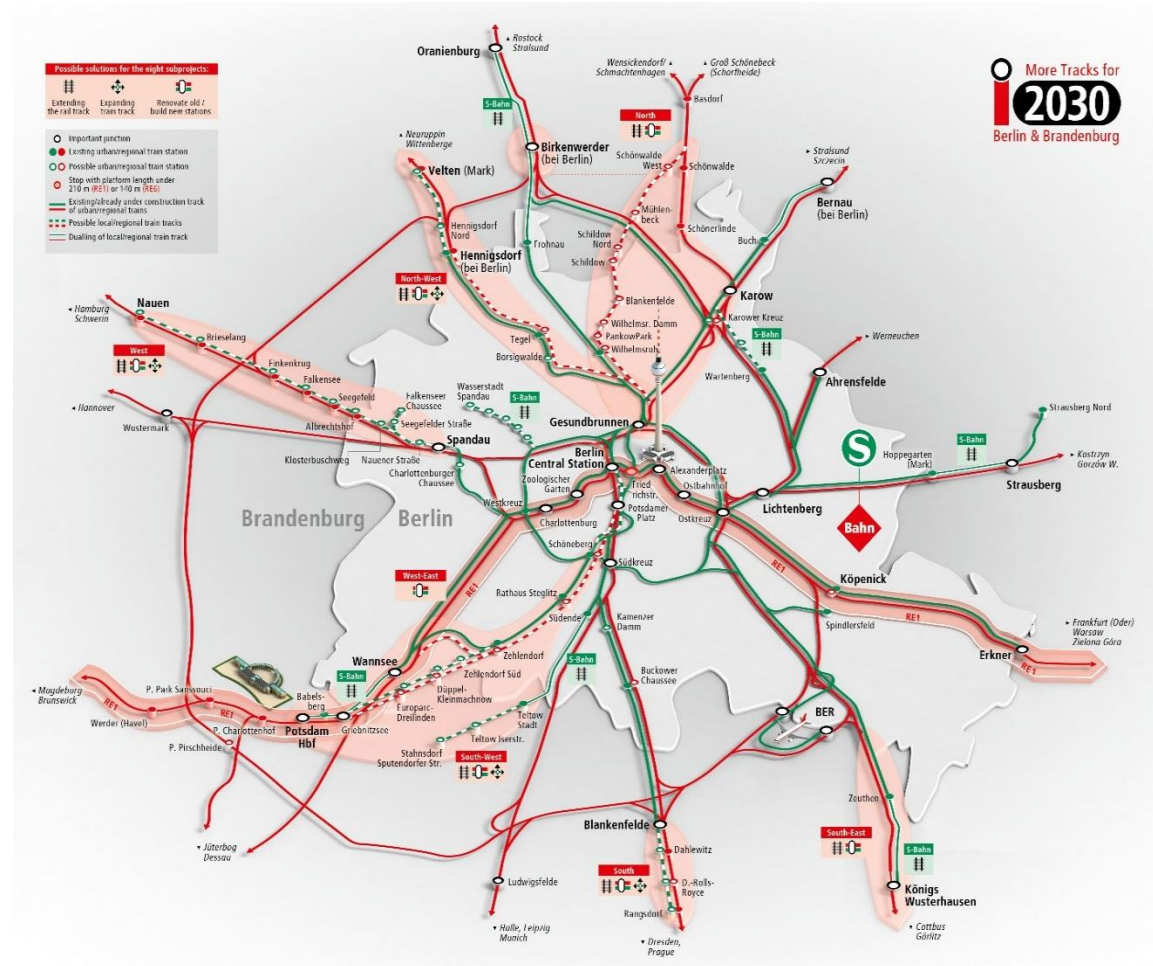 Possible solutions for the eight subprojects:
Extending
the rail track
Expanding
train track
Renovate old /
build new stations
Important junction
Existing urban/regional train station
Possible urban/regional train station
Stop with platform length under
210 m (RE1) or 140 m (RE6)
Existing/already under construction track
of urban/regional trains
Possible local/regional train tracks
Dualling of local/regional train track
More Tracks for
i 2030
Berlin & Brandenburg
Rostock
Stralsund
Oranienburg
S-Bahn
Wensickendorf/
Schmachtenhagen
Groß Schönebeck
(Schorfheide)
Basdorf
North
Neuruppin
Wittenberge
Birkenwerder
(bei Berlin)
Schönwalde
West
Schönwalde
Stralsund
Szczecin
Velten (Mark)
Bernau
(bei Berlin)
Mühlen-
beck
Hennigsdorf
Nord
Schönerlinde
Frohnau
Buch
Schildow
Nord
Schildow
Hennigsdorf
(bei Berlin)
North-West
Karow
Nauen
Hamburg
Schwerin
Blankenfelde
Karower Kreuz
S-Bahn
Brieselang
Wilhelmsr. Damm
PankowPark
Wilhelmsruh
Tegel
Borsigwalde
Werneuchen
West
Finkenkrug
Falkensee
Seegefeld
Albrechtshof
Wartenberg
Ahrensfelde
Hannover
Wustermark
Falkenseer
Chaussee
Seegefelder Straße
Wasserstadt
Spandau
S-Bahn
Gesundbrunnen
Strausberg Nord
S
S-Bahn
Hoppegarten
(Mark)
Kostrzyn
Gorzów W.
Strausberg
Klosterbuschweg
Nauener Straße
Spandau
Charlottenburger
Chaussee
Berlin
Central Station
Zoologischer
Garten
Alexanderplatz
Ostbahnhof
Fried
richstr.
Potsdamer
Platz
Westkreuz
Charlottenburg
Ostkreuz
Lichtenberg
Bahn
Brandenburg
Berlin
Schöneberg
Südkreuz
West-East
RE1
RE1
Köpenick
Rathaus Steglitz
Südende
Kamenzer
Damm
Spindlersfeld
RE1
Erkner
RE1
Frankfurt (Oder)
Warsaw
Zielona Góra
Wannsee
S-Bahn
Zehlendorf
Zehlendorf Süd
Düppel-
Kleinmachnow
Europarc-
Dreilinden
S-Bahn
Buckower
Chaussee
Magdeburg
Brunswick
RE1
Werder (Havel)
P. Park Sanssouci
RE1
P. Charlottenhof
P. Pirschheide
Babels-
berg
Potsdam
Hbf
Griebnitzsee
Teltow
Stadt
Teltow Iserstr.
Stahnsdorf
Sputendorfer Str.
South-West
BER
Zeuthen
Jüterbog
Dessau
Blankenfelde
Dahlewitz
South
D.-Rolls-
Royce
Rangsdorf
Ludwigsfelde
Halle, Leipzig
Munich
Dresden,
Prague
South-East
S-Bahn
Königs
Wusterhausen
Cottbus
Görlitz